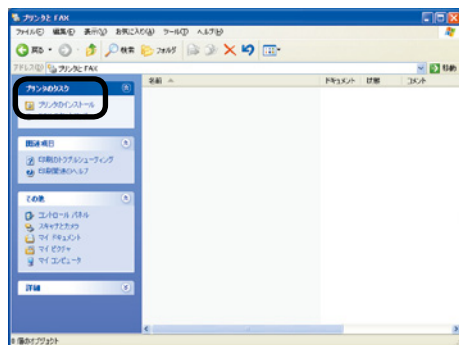 プリンタと FAX
ファイル(F) 編集(E) 表示(V) お気に入り(A) ツール(T) ヘルプ(H)
戻る 検索 フォルダ
アドレス(D) プリンタと FAX 移動
プリンタのタスク
プリンタのインストール
関連項目
印刷のトラブルシューティング
印刷関連のヘルプ
その他
コントロール パネル
スキャナとカメラ
マイ ドキュメント
マイ ピクチャ
マイ コンピュータ
詳細
名前 ドキュメント 状態 コメント
0 個のオブジェクト